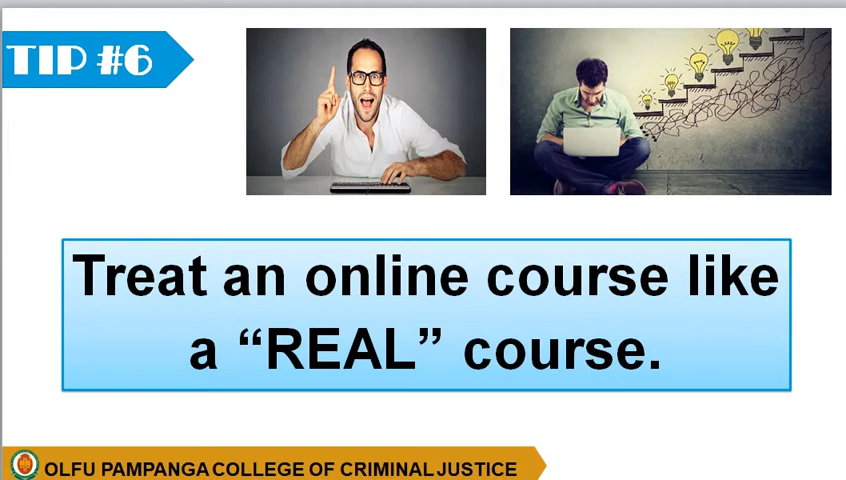 TIP #6
Treat an online course like
a “REAL” course.
OLFU PAMPANGA COLLEGE OF CRIMINAL JUSTICE